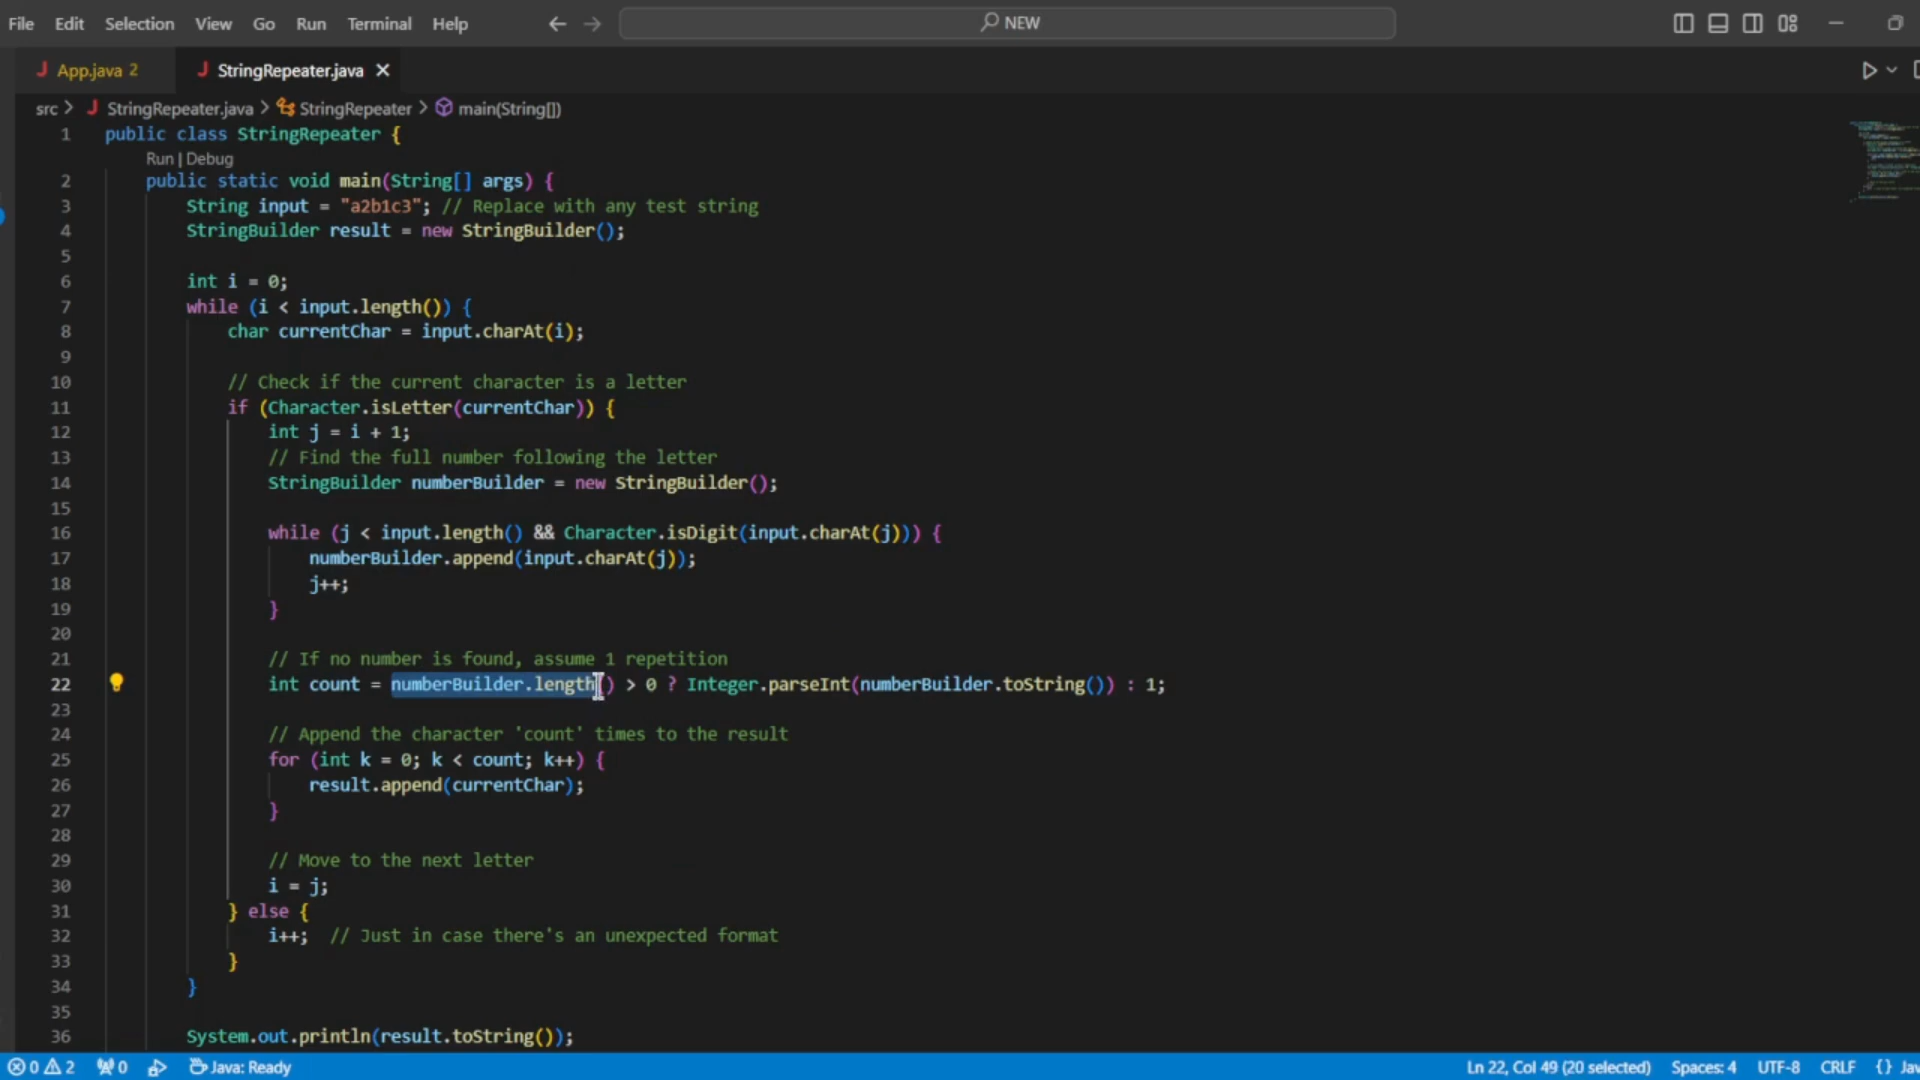 File Edit Selection View Go Run Terminal Help NEW
App.java 2 StringRepeater.java
src > StringRepeater.java > StringRepeater > main(String[])
1 public class StringRepeater {
Run | Debug
2 public static void main(String[] args) {
3 String input = "a2b1c3"; // Replace with any test string
4 StringBuilder result = new StringBuilder();
5
6 int i = 0;
7 while (i < input.length()) {
8 char currentChar = input.charAt(i);
9
10 // Check if the current character is a letter
11 if (Character.isLetter(currentChar)) {
12 int j = i + 1;
13 // Find the full number following the letter
14 StringBuilder numberBuilder = new StringBuilder();
15
16 while (j < input.length() && Character.isDigit(input.charAt(j))) {
17 numberBuilder.append(input.charAt(j));
18 j++;
19 }
20
21 // If no number is found, assume 1 repetition
22 int count = numberBuilder.length() > 0 ? Integer.parseInt(numberBuilder.toString()) : 1;
23
24 // Append the character 'count' times to the result
25 for (int k = 0; k < count; k++) {
26 result.append(currentChar);
27 }
28
29 // Move to the next letter
30 i = j;
31 } else {
32 i++; // Just in case there's an unexpected format
33 }
34 }
35
36 System.out.println(result.toString());
0 2 0 Java: Ready Ln 22, Col 49 (20 selected) Spaces: 4 UTF-8 CRLF {} Jav